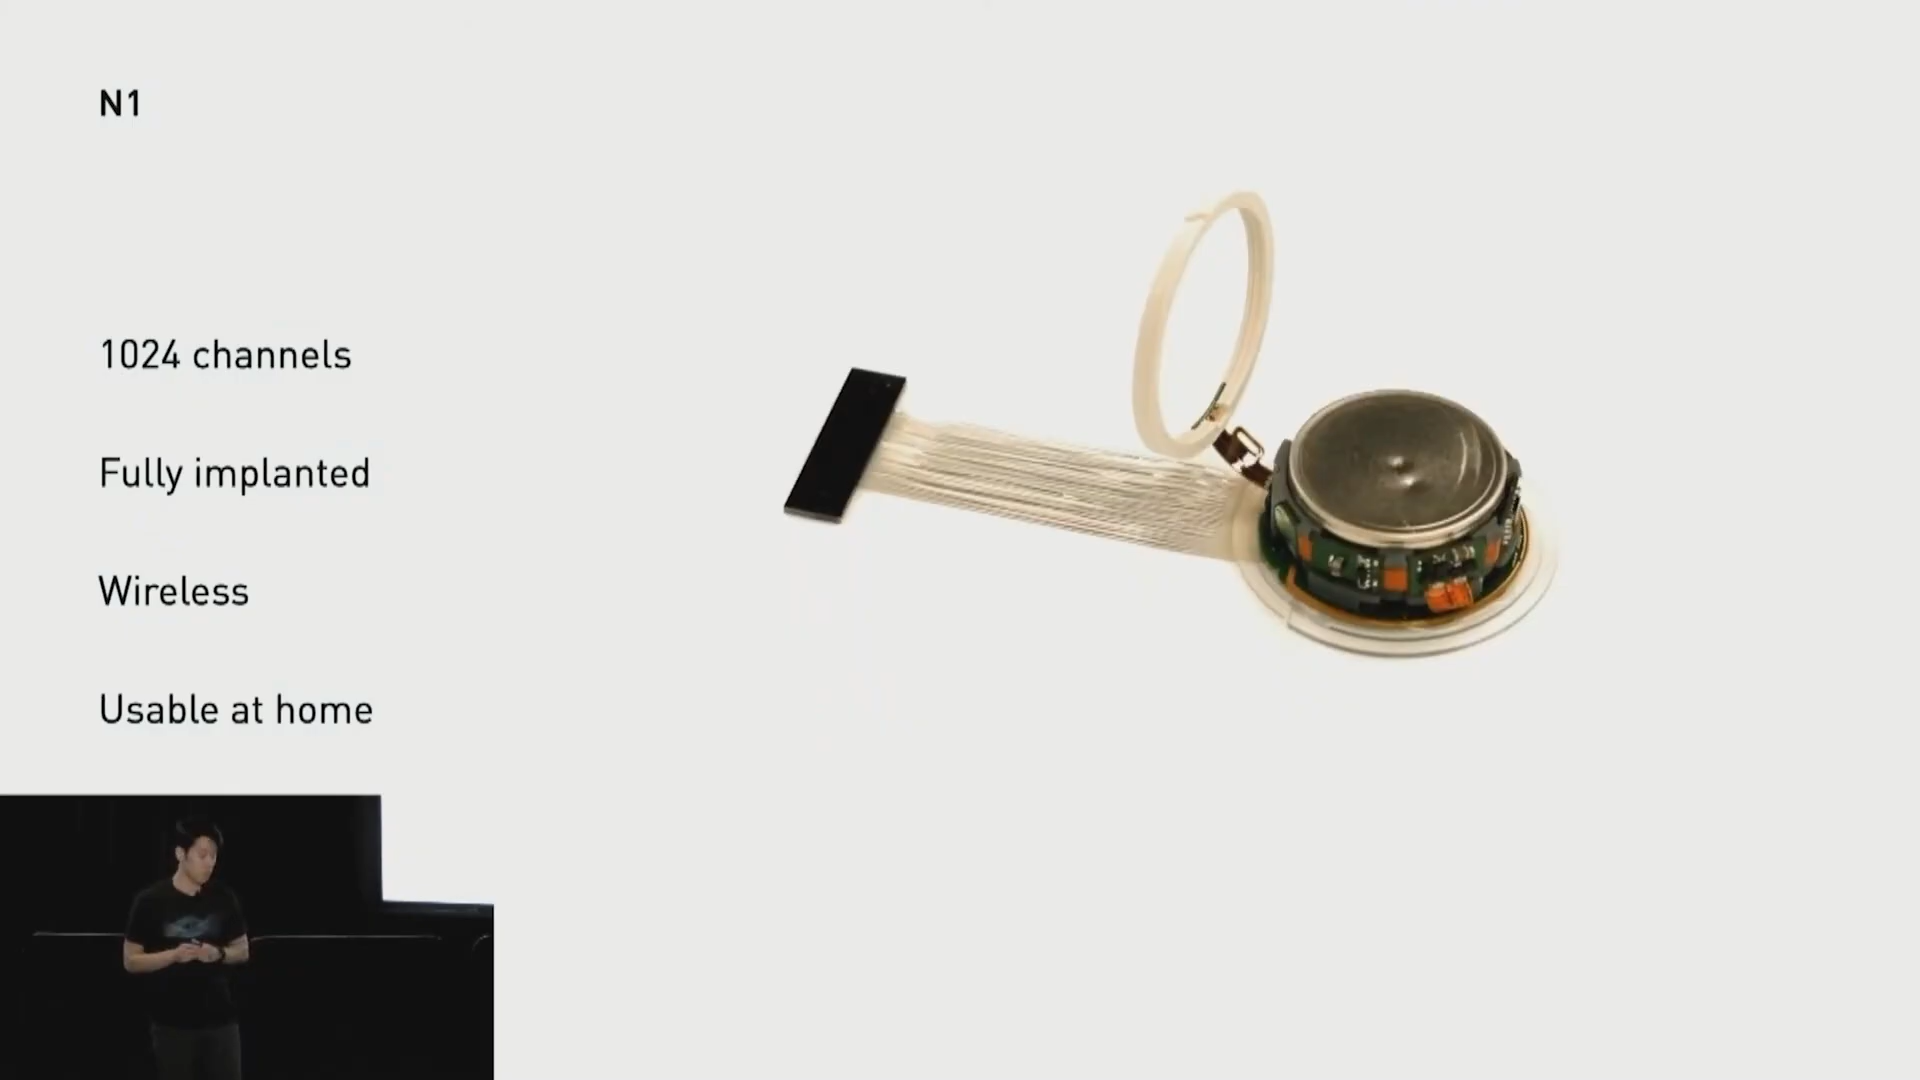 N1
1024 channels
Fully implanted
Wireless
Usable at home